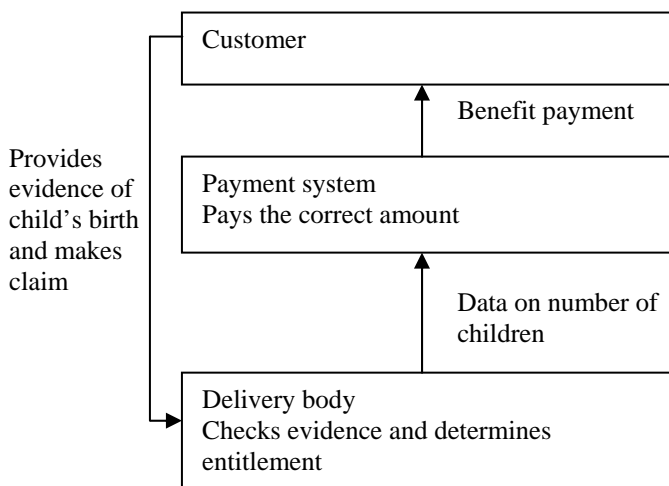 Customer
Benefit payment
Provides
evidence of
child's birth
and makes
claim
Payment system
Pays the correct amount
Data on number of
children
Delivery body
Checks evidence and determines
entitlement